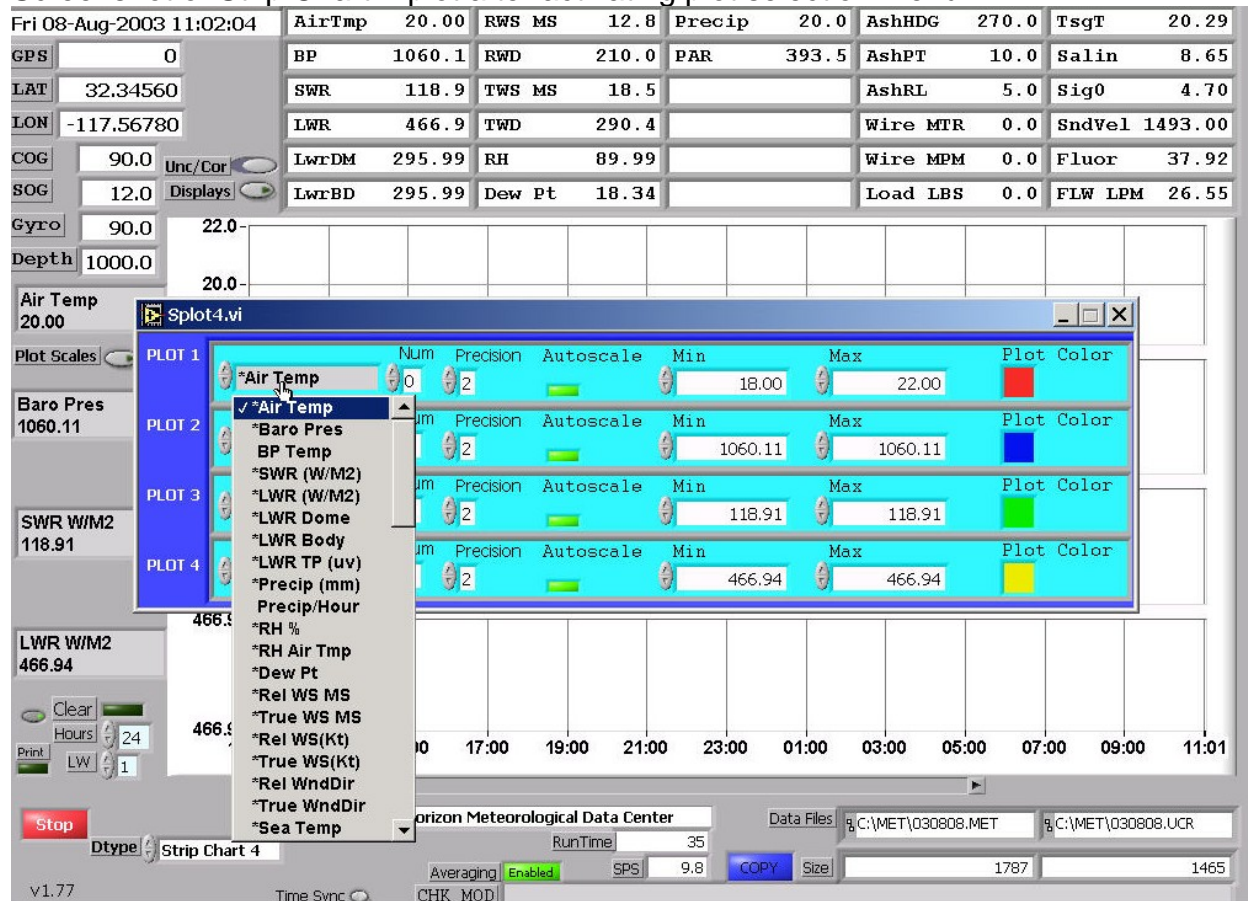 Fri 08-Aug-2003 11:02:04
AirTmp 20.00 RWS MS 12.8 Precip 20.0 AshHDG 270.0 TsgT 20.29
GPS 0 BP 1060.1 RWD 210.0 PAR 393.5 AshPT 10.0 Salin 8.65
LAT 32.34560 SWR 118.9 TWS MS 18.5 AshRL 5.0 Sig0 4.70
LON -117.56780 LWR 466.9 TWD 290.4 Wire MTR 0.0 SndVel 1493.00
COG 90.0 Unc/Cor LwrDM 295.99 RH 89.99 Wire MPM 0.0 Fluor 37.92
SOG 12.0 Displays LwrBD 295.99 Dew Pt 18.34 Load LBS 0.0 FLW LPM 26.55
Gyro 90.0 22.0
Depth 1000.0
20.0
Air Temp
20.00
Plot Scales
Baro Pres
1060.11
SWR W/M2
118.91
LWR W/M2
466.94
Splot4.vi
PLOT 1 Num Precision Autoscale Min Max Plot Color
*Air Temp 0 2 18.00 22.00
PLOT 2 Precision Autoscale Min Max Plot Color
2 1060.11 1060.11
PLOT 3 Precision Autoscale Min Max Plot Color
2 118.91 118.91
PLOT 4 Precision Autoscale Min Max Plot Color
2 466.94 466.94
✓ *Air Temp
*Baro Pres
BP Temp
*SWR (W/M2)
*LWR (W/M2)
*LWR Dome
*LWR Body
*LWR TP (uv)
*Precip (mm)
Precip/Hour
*RH %
*RH Air Tmp
*Dew Pt
*Rel WS MS
*True WS MS
*Rel WS(Kt)
*True WS(Kt)
*Rel WndDir
*True WndDir
*Sea Temp
17:00 19:00 21:00 23:00 01:00 03:00 05:00 07:00 09:00 11:01
Clear
Hours 24
Print LW 1
Stop
Dtype Strip Chart 4
Meteorological Data Center
RunTime 35
Averaging Enabled SPS 9.8 COPY Size 1787 1465
Data Files C:\MET\030808.MET C:\MET\030808.UCR
v1.77 Time Sync CHK MOD